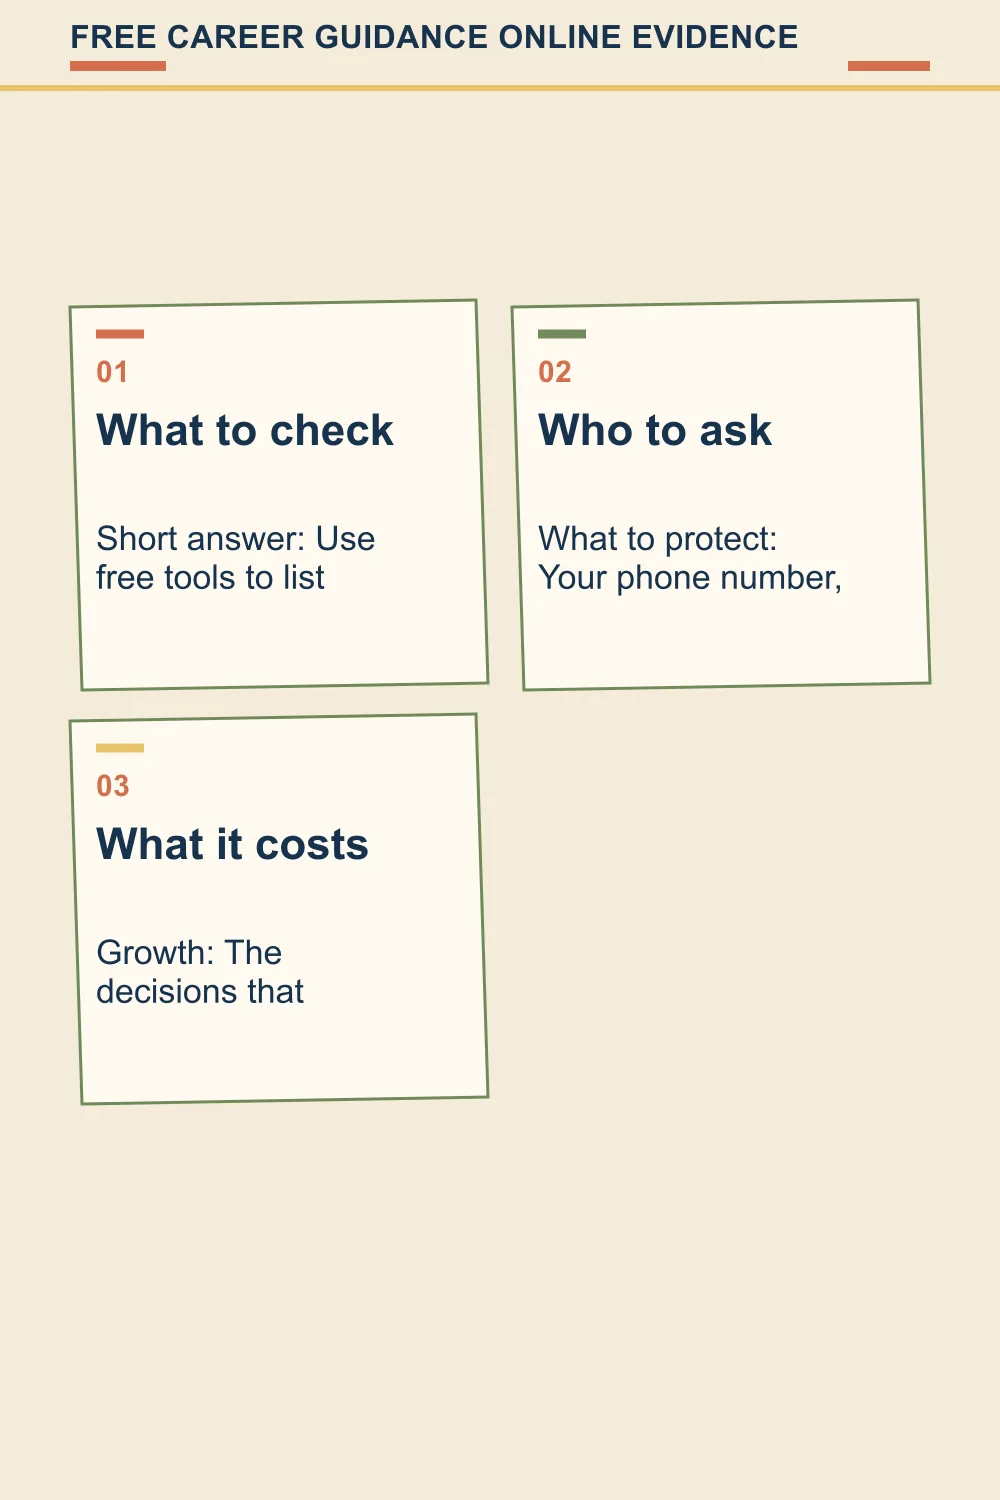 FREE CAREER GUIDANCE ONLINE EVIDENCE
01
What to check
Short answer: Use
free tools to list
02
Who to ask
What to protect:
Your phone number,
03
What it costs
Growth: The
decisions that